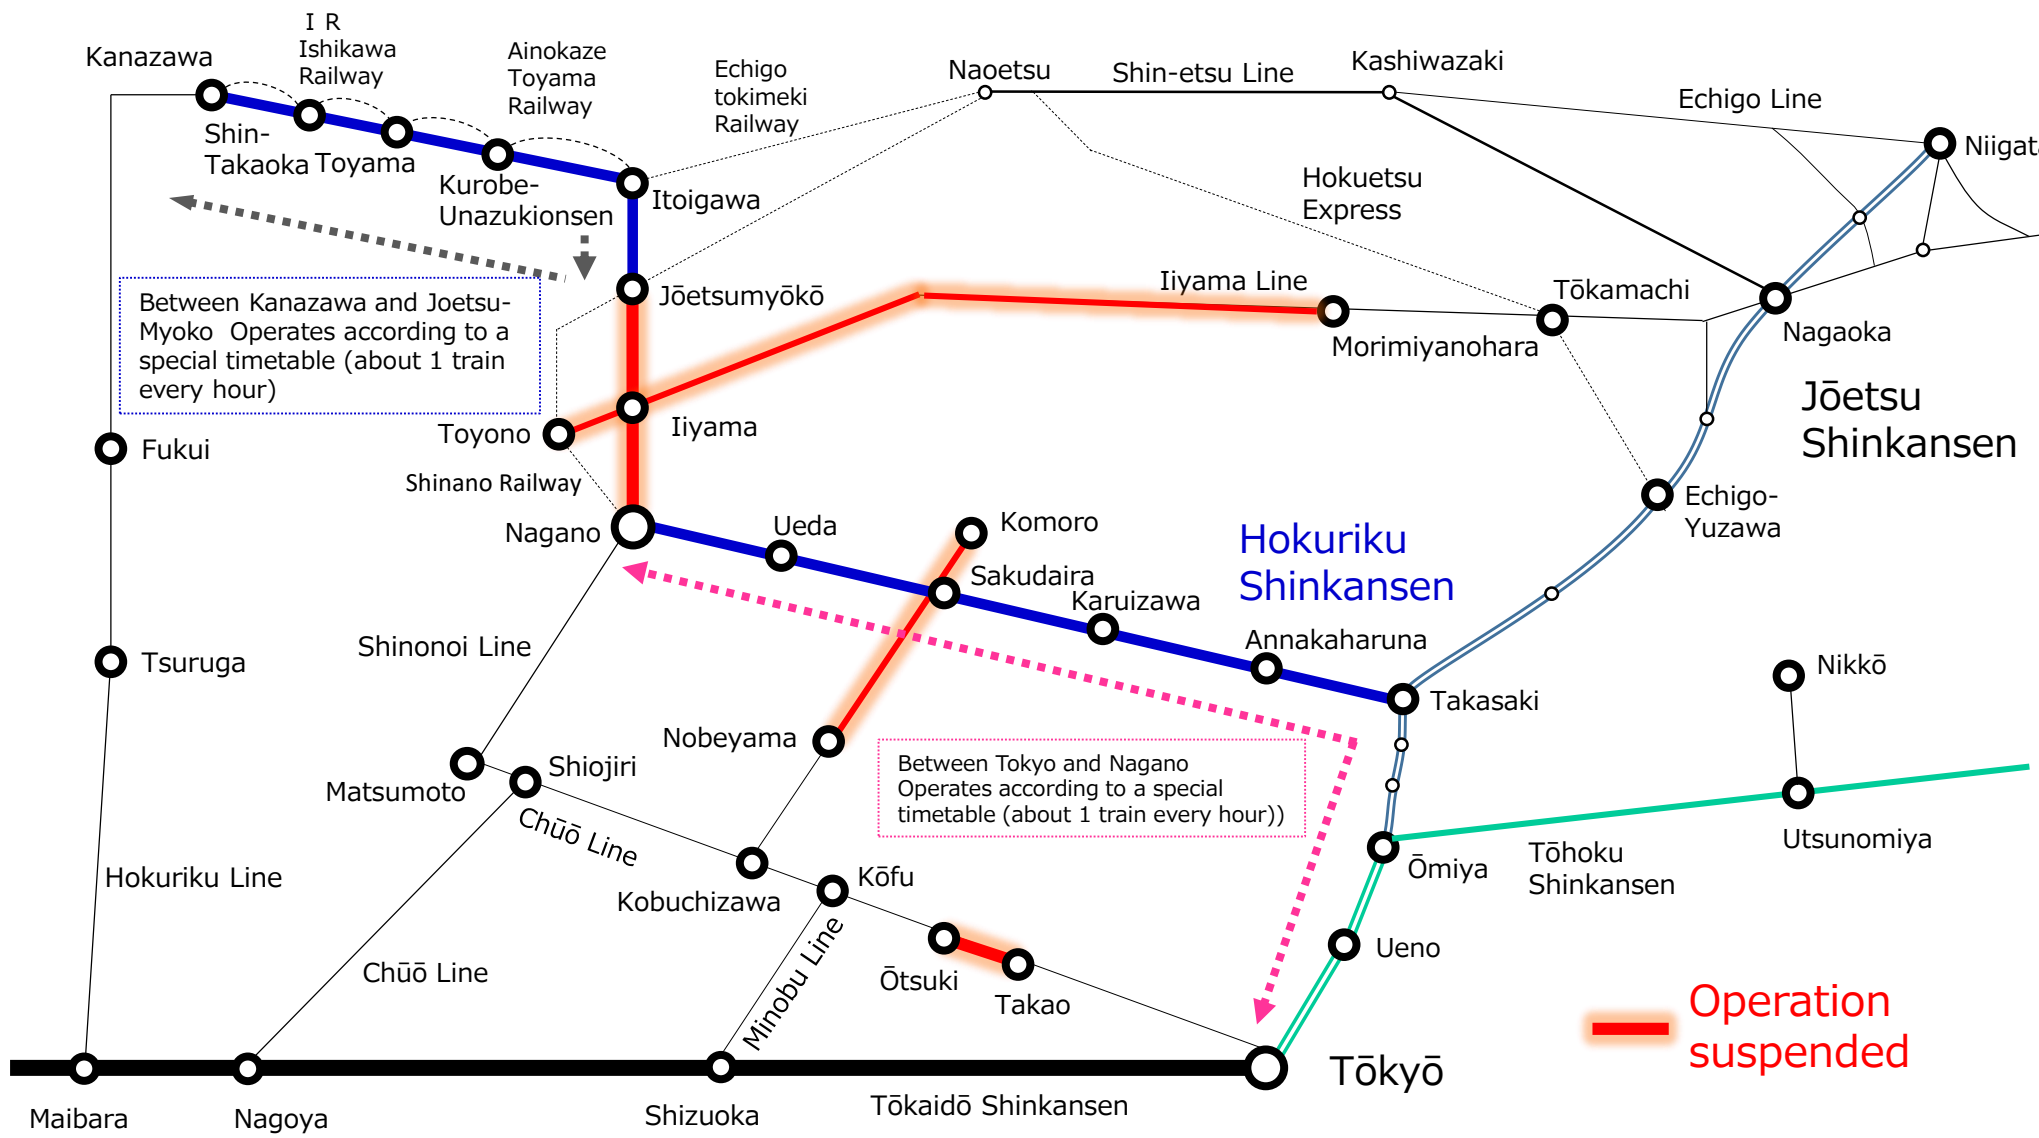 Kanazawa
I R
Ishikawa
Railway
Ainokaze
Toyama
Railway
Echigo
tokimeki
Railway
Naoetsu
Shin-etsu Line
Kashiwazaki
Echigo Line
Niigat
Shin-
Takaoka
Toyama
Kurobe-
Unazukionsen
Itoigawa
Hokuetsu
Express
Jōetsumyōkō
Iiyama Line
Tōkamachi
Morimiyanohara
Nagaoka
Between Kanazawa and Joetsu-
Myoko Operates according to a
special timetable (about 1 train
every hour)
Jōetsu
Shinkansen
Toyono
Iiyama
Fukui
Shinano Railway
Nagano
Ueda
Komoro
Echigo-
Yuzawa
Hokuriku
Shinkansen
Sakudaira
Karuizawa
Annakaharuna
Shinonoi Line
Tsuruga
Takasaki
Nikkō
Nobeyama
Between Tokyo and Nagano
Operates according to a special
timetable (about 1 train every hour))
Matsumoto
Shiojiri
Chūō Line
Utsunomiya
Tōhoku
Shinkansen
Ōmiya
Hokuriku Line
Kobuchizawa
Kōfu
Ueno
Chūō Line
Minobu Line
Ōtsuki
Takao
Operation
suspended
Tōkyō
Maibara
Nagoya
Shizuoka
Tōkaidō Shinkansen